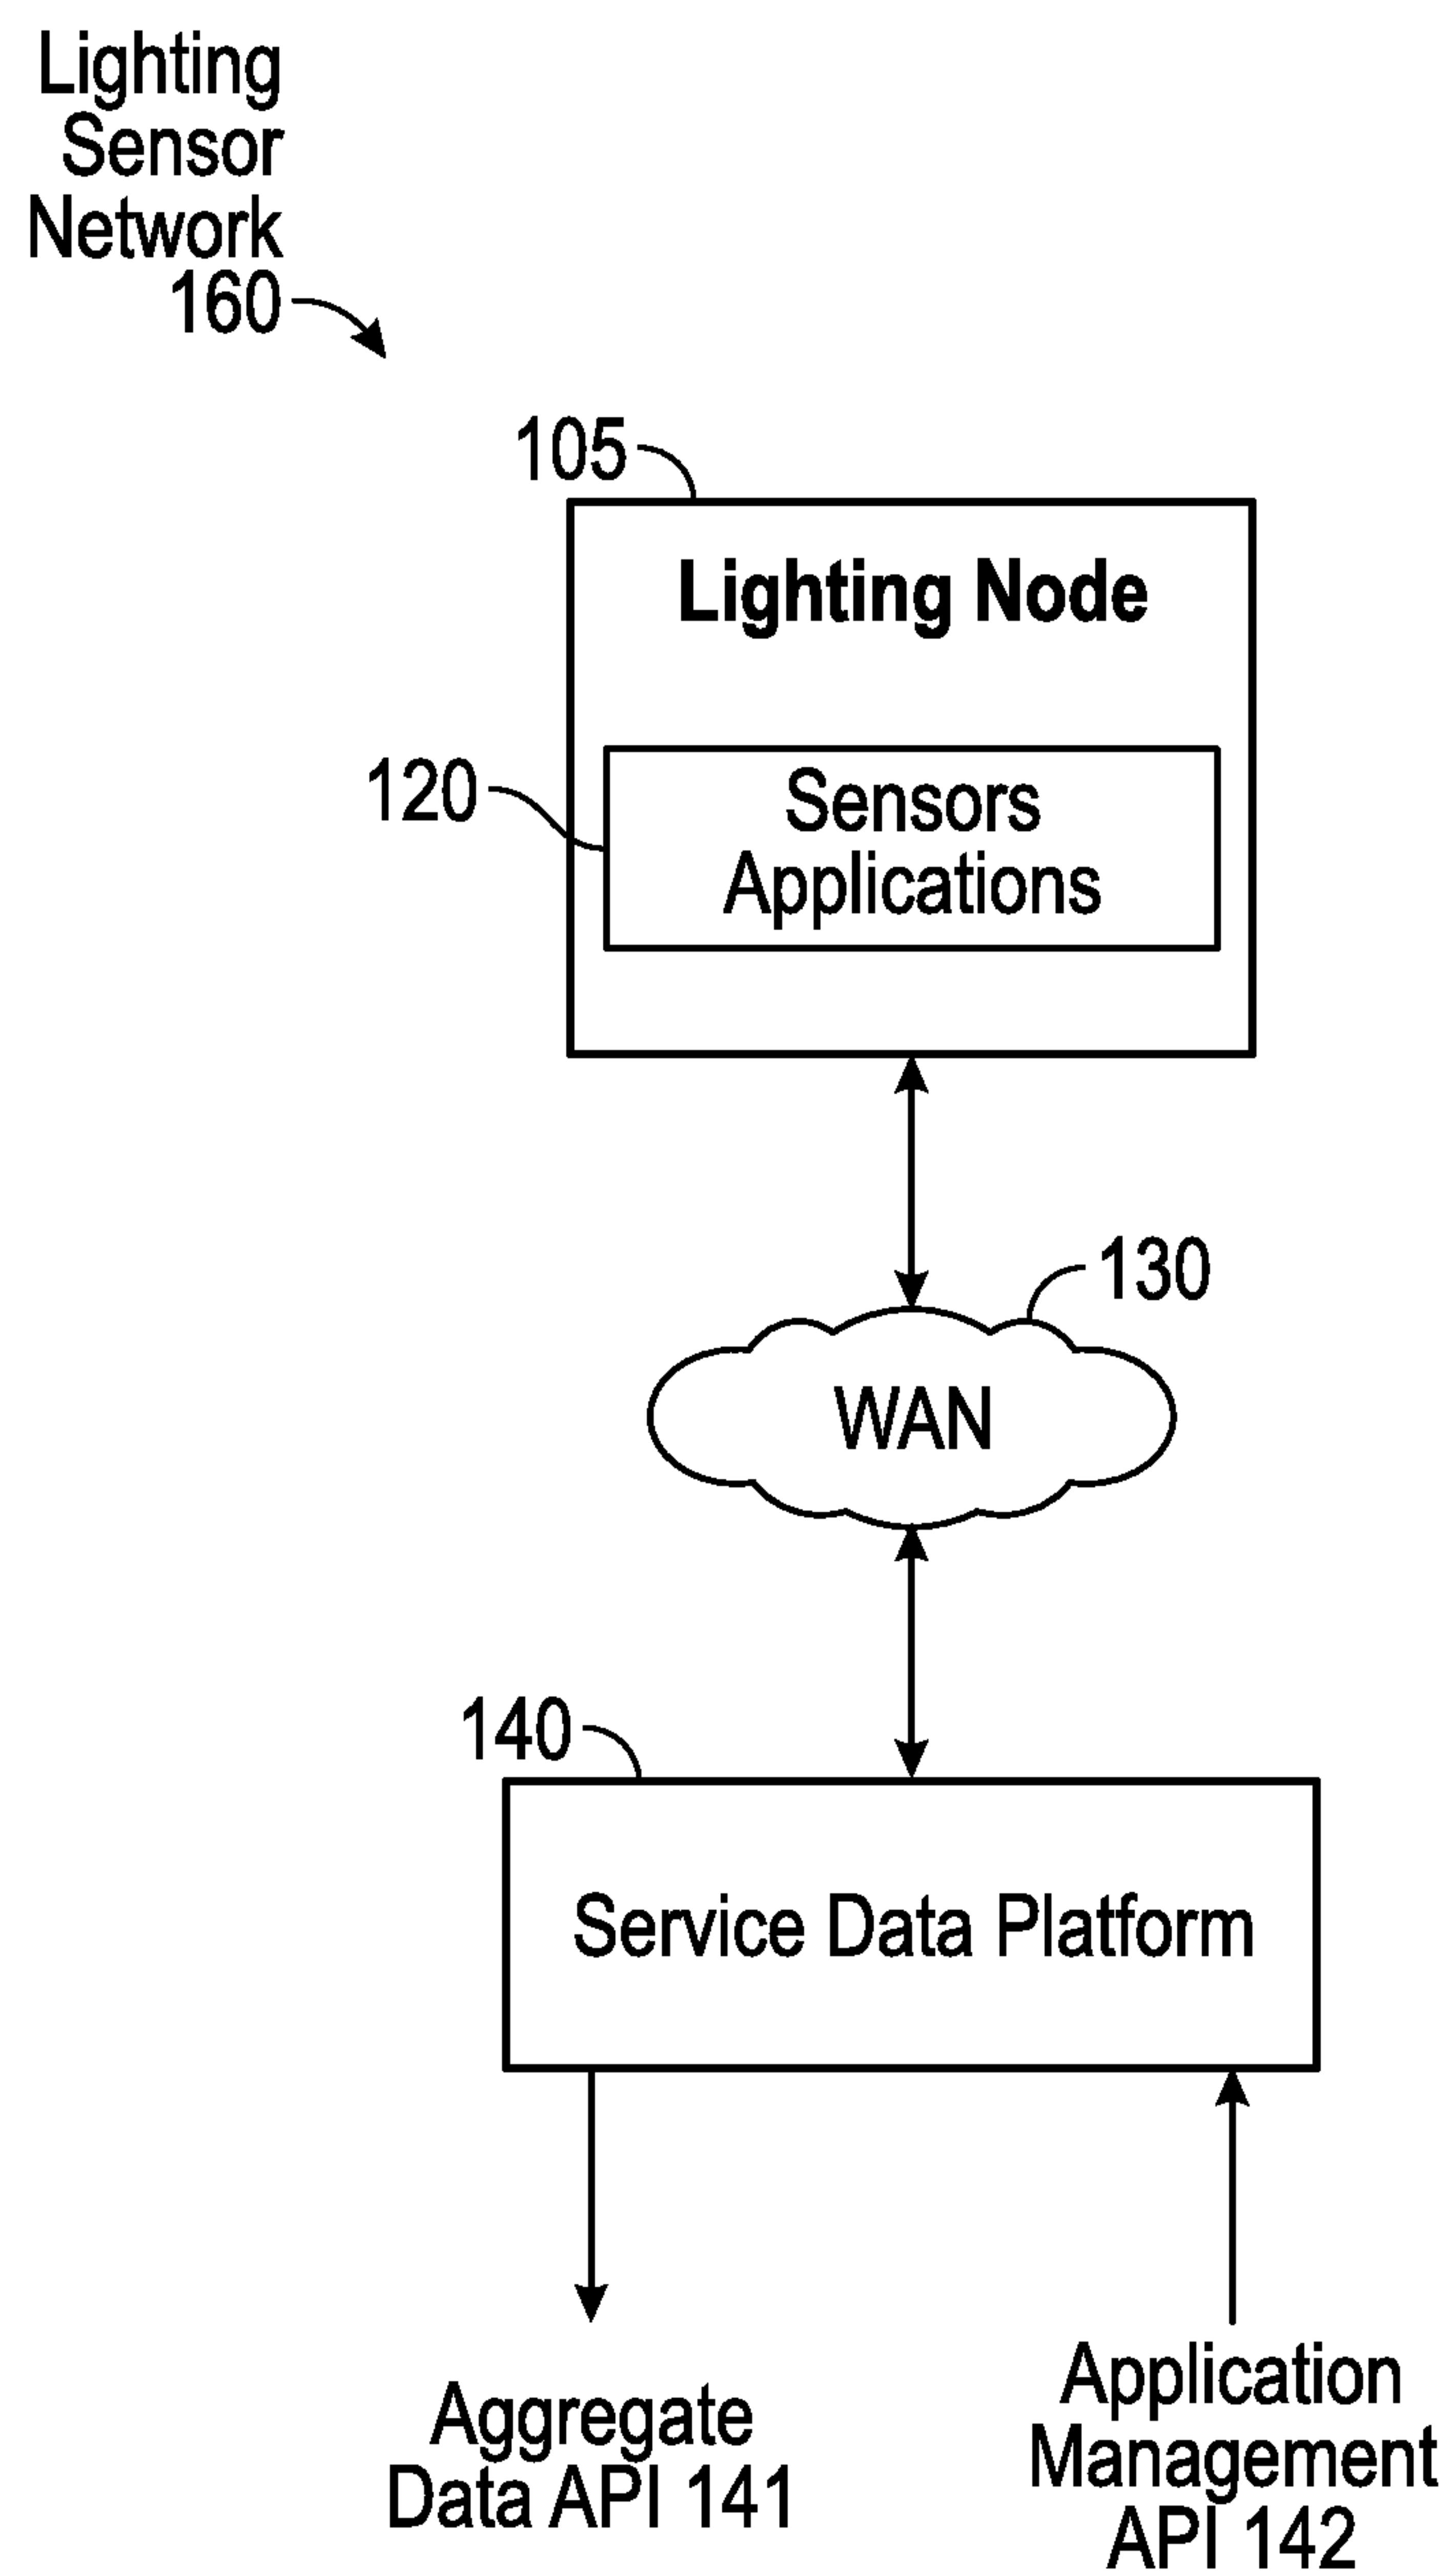 Lighting
Sensor
Network
160
105
Lighting Node
120
Sensors
Applications
130
WAN
140
Service Data Platform
Aggregate
Data API 141
Application
Management
API 142